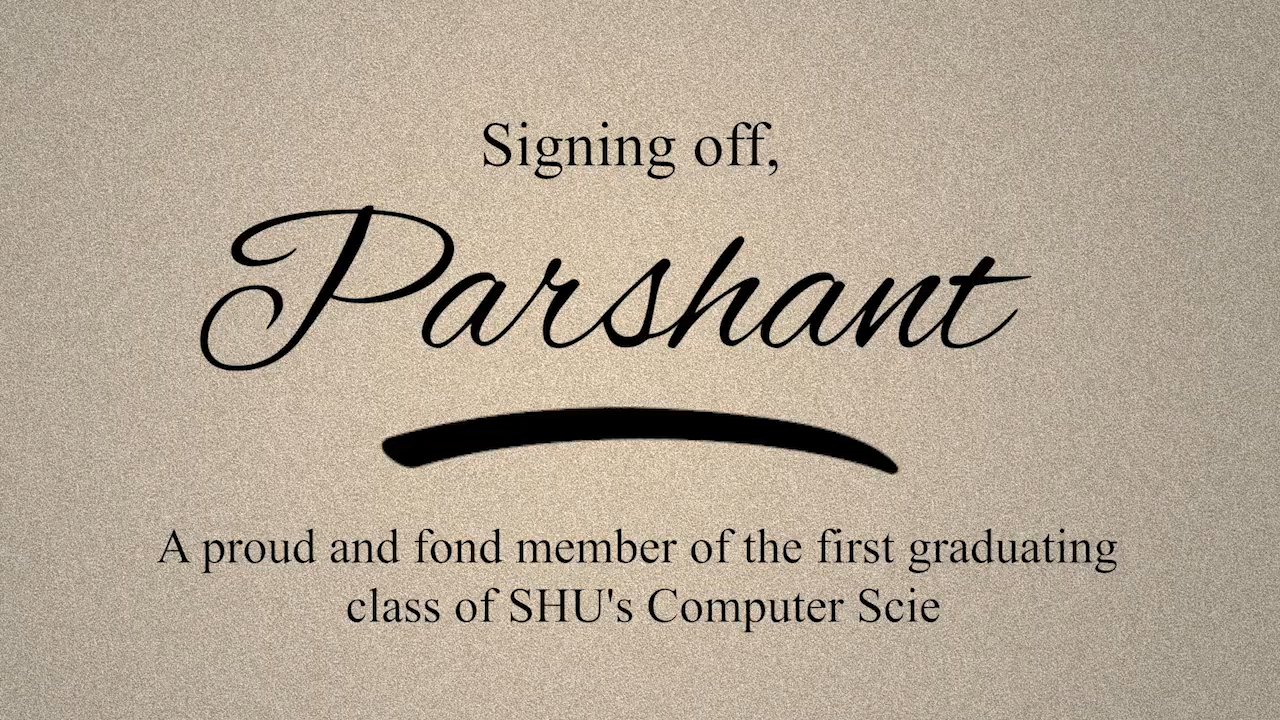 Signing off,
Parshant
A proud and fond member of the first graduating
class of SHU's Computer Scie